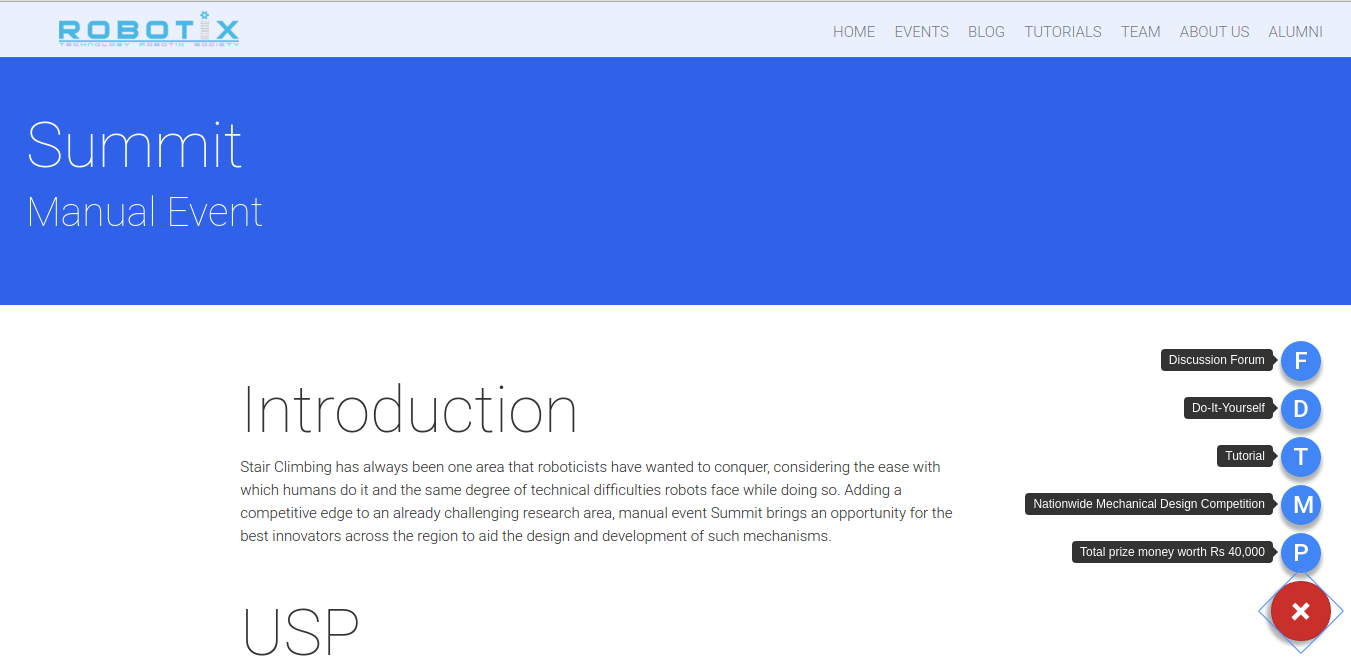 ROBOTIX
TECHNOLOGY ROBOTIX SOCIETY
HOME EVENTS BLOG TUTORIALS TEAM ABOUT US ALUMNI
Summit
Manual Event
Discussion Forum F
Do-It-Yourself D
Tutorial T
Nationwide Mechanical Design Competition M
Total prize money worth Rs 40,000 P
Introduction
Stair Climbing has always been one area that roboticists have wanted to conquer, considering the ease with
which humans do it and the same degree of technical difficulties robots face while doing so. Adding a
competitive edge to an already challenging research area, manual event Summit brings an opportunity for the
best innovators across the region to aid the design and development of such mechanisms.
USP